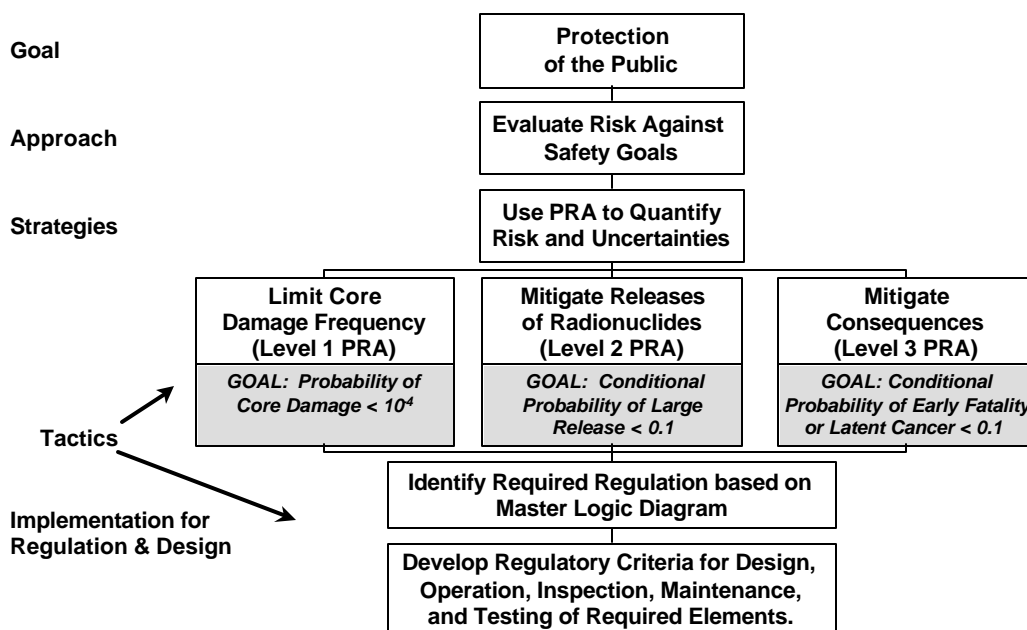 Goal
Protection
of the Public
Approach
Evaluate Risk Against
Safety Goals
Strategies
Use PRA to Quantify
Risk and Uncertainties
Limit Core
Damage Frequency
(Level 1 PRA)
GOAL: Probability of
Core Damage < 10⁴
Mitigate Releases
of Radionuclides
(Level 2 PRA)
GOAL: Conditional
Probability of Large
Release < 0.1
Mitigate
Consequences
(Level 3 PRA)
GOAL: Conditional
Probability of Early Fatality
or Latent Cancer < 0.1
Tactics
Identify Required Regulation based on
Master Logic Diagram
Implementation for
Regulation & Design
Develop Regulatory Criteria for Design,
Operation, Inspection, Maintenance,
and Testing of Required Elements.